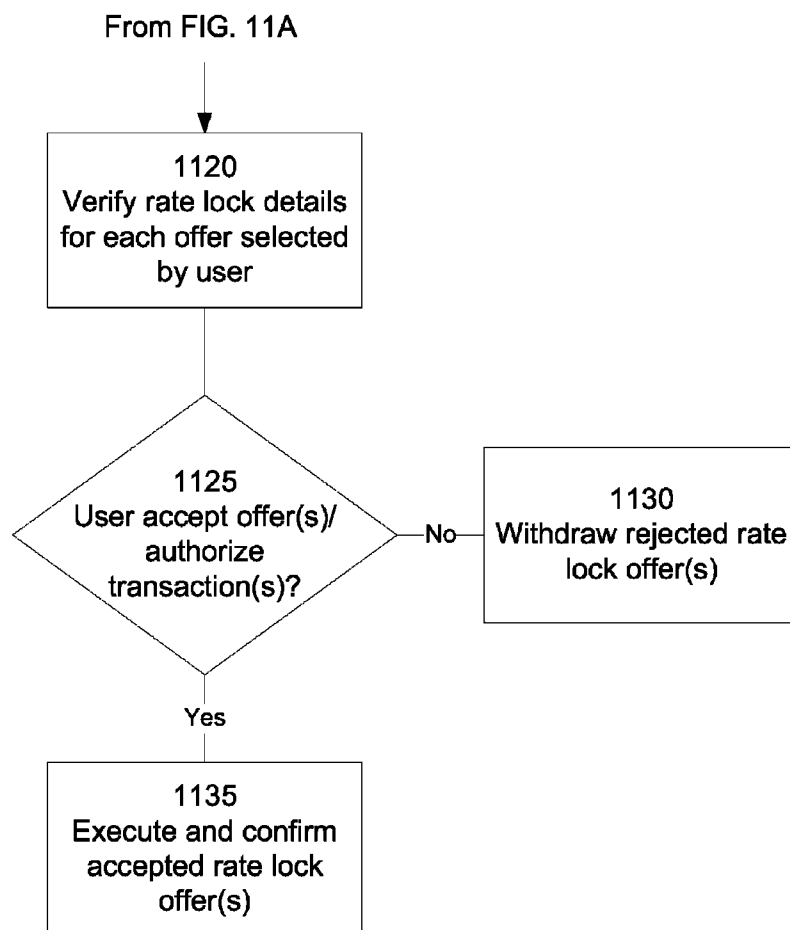 From FIG. 11A
1120
Verify rate lock details
for each offer selected
by user
1125
User accept offer(s)/
authorize
transaction(s)?
No
1130
Withdraw rejected rate
lock offer(s)
Yes
1135
Execute and confirm
accepted rate lock
offer(s)